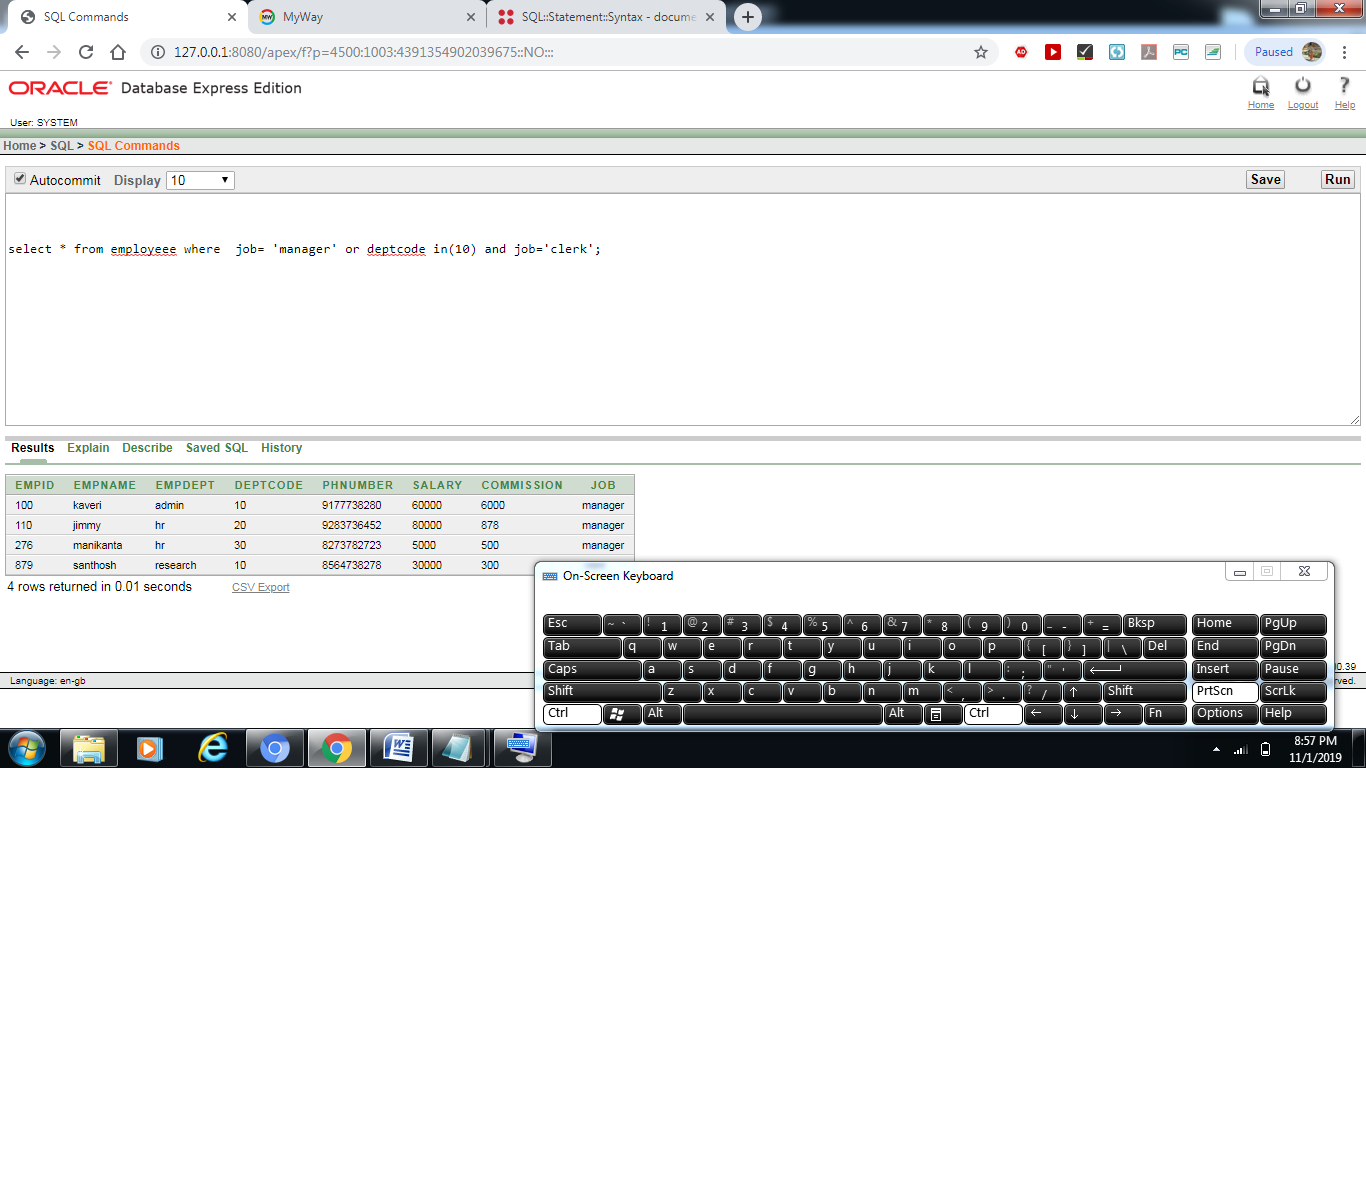 SQL Commands
MyWay
SQL::Statement::Syntax - docume
127.0.0.1:8080/apex/f?p=4500:1003:4391354902039675::NO:::
Paused
ORACLE Database Express Edition
Home Logout Help
User: SYSTEM
Home > SQL > SQL Commands
Autocommit Display 10 Save Run
select * from employeee where  job= 'manager' or deptcode in(10) and job='clerk';
Results Explain Describe Saved SQL History
EMPID EMPNAME EMPDEPT DEPTCODE PHNUMBER SALARY COMMISSION JOB
100 kaveri admin 10 9177738280 60000 6000 manager
110 jimmy hr 20 9283736452 80000 878 manager
276 manikanta hr 30 8273782723 5000 500 manager
879 santhosh research 10 8564738278 30000 300
4 rows returned in 0.01 seconds CSV Export
On-Screen Keyboard
Esc ~ ` ! 1 @ 2 # 3 $ 4 % 5 ^ 6 & 7 * 8 ( 9 ) 0 _ - + = Bksp Home PgUp
Tab q w e r t y u i o p { [ } ] | \ Del End PgDn
Caps a s d f g h j k l : ; " ' Insert Pause
Shift z x c v b n m < , > . ? / ↑ Shift PrtScn ScrLk
Ctrl Alt Alt Ctrl ← ↓ → Fn Options Help
0.39
Language: en-gb
rved.
8:57 PM
11/1/2019